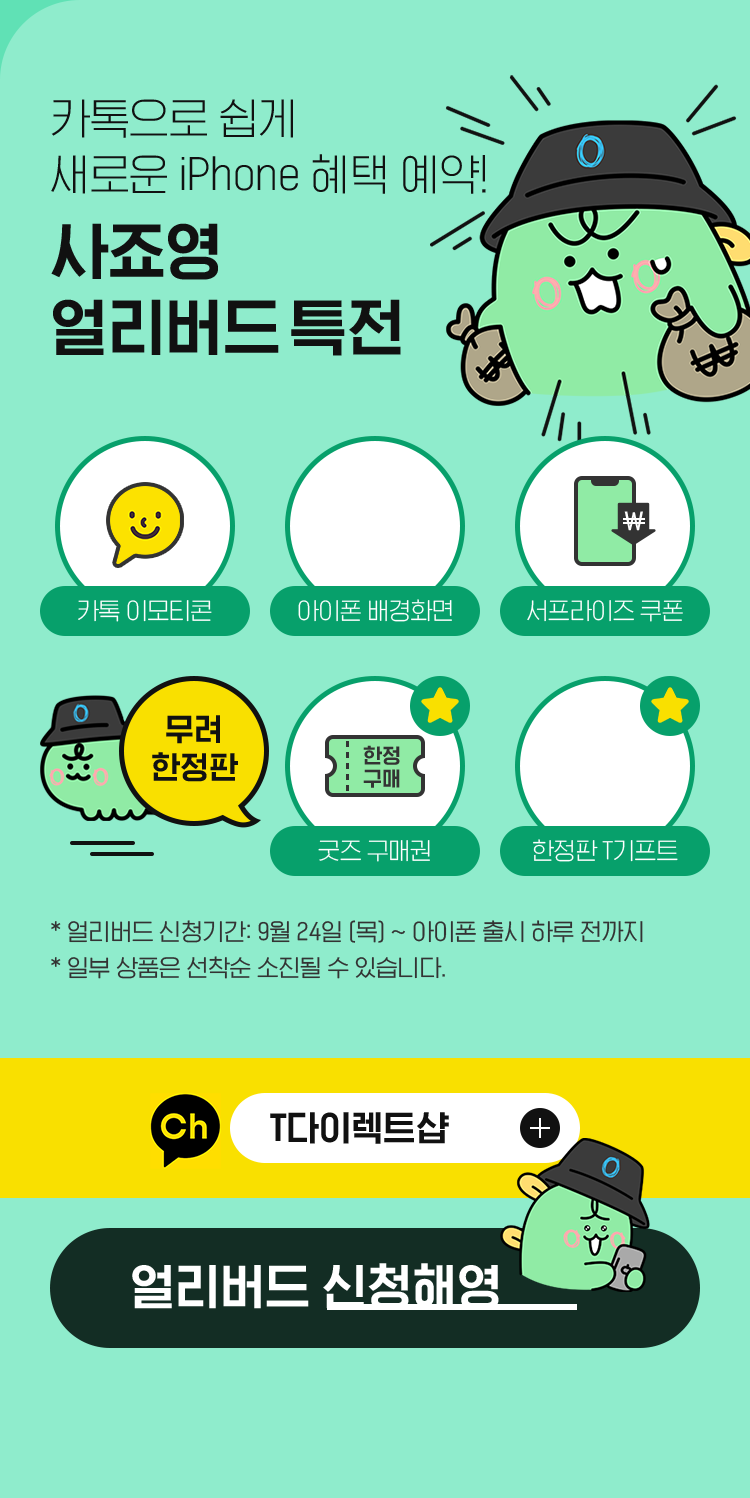 카톡으로 쉽게
새로운 iPhone 혜택 예약!
사죠영
얼리버드 특전
카톡 이모티콘
아이폰 배경화면
₩
서프라이즈 쿠폰
무려
한정판
한정
구매
굿즈 구매권
한정판 T기프트
* 얼리버드 신청기간: 9월 24일 (목) ~ 아이폰 출시 하루 전까지
* 일부 상품은 선착순 소진될 수 있습니다.
Ch T다이렉트샵
얼리버드 신청해영